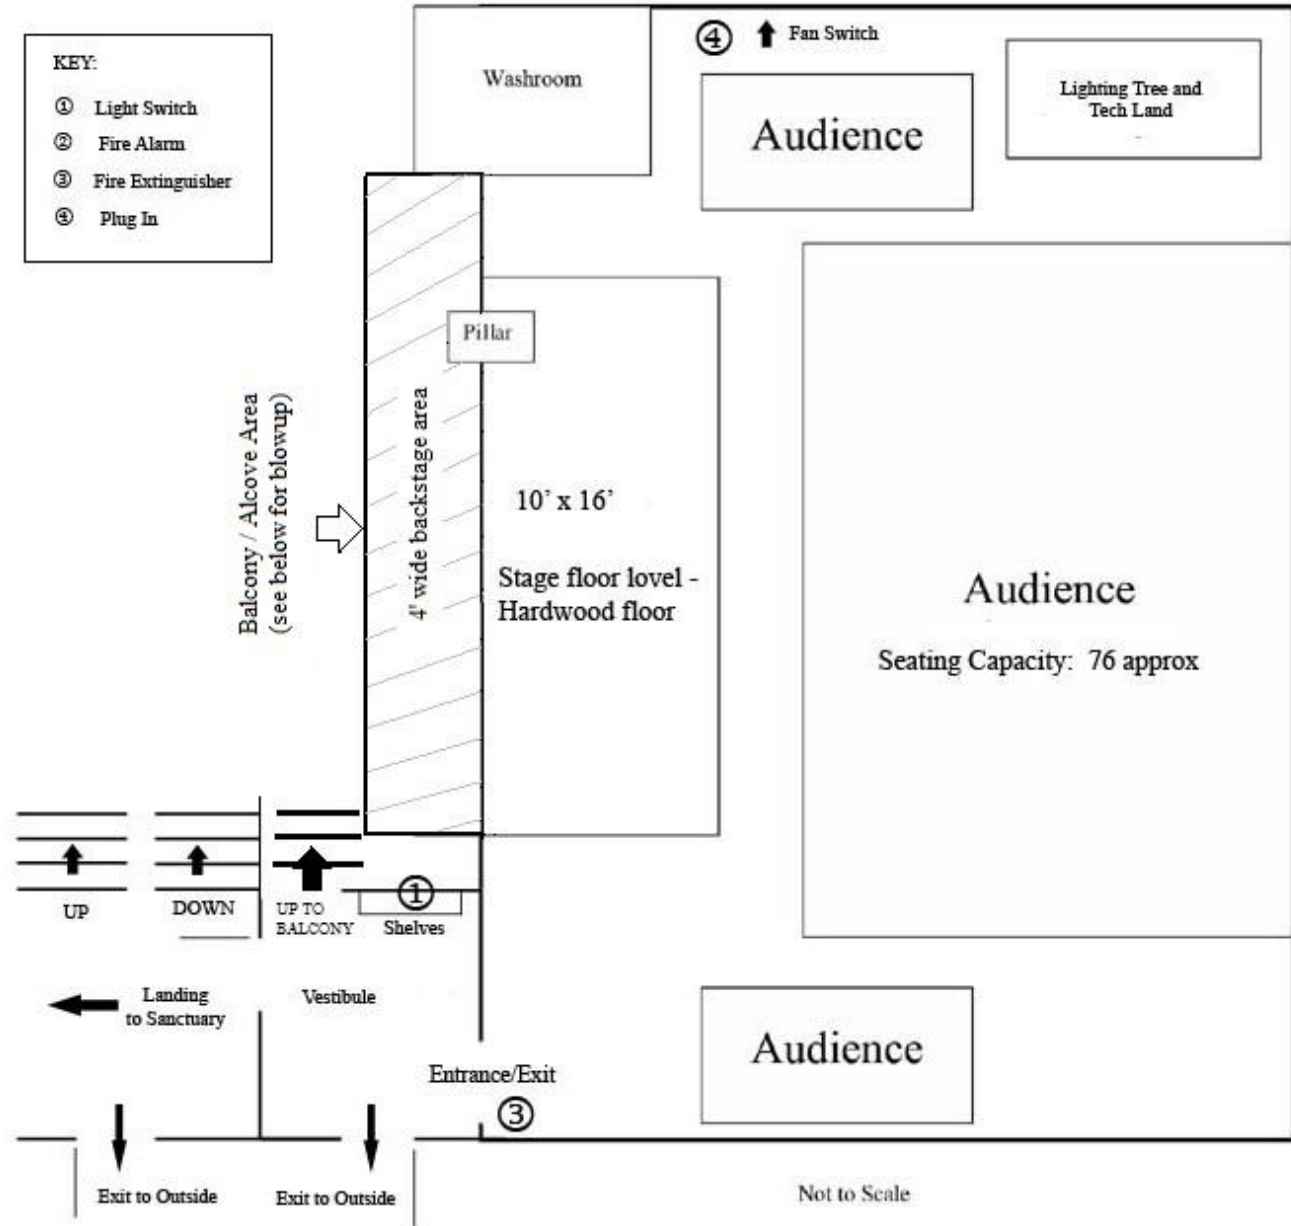 KEY:
① Light Switch
② Fire Alarm
③ Fire Extinguisher
④ Plug In
Washroom
④ Fan Switch
Audience
Lighting Tree and
Tech Land
Pillar
Balcony / Alcove Area
(see below for blowup)
4' wide backstage area
10' x 16'
Stage floor lovel -
Hardwood floor
Audience
Seating Capacity: 76 approx
UP
DOWN
UP TO
BALCONY
①
Shelves
Landing
to Sanctuary
Vestibule
Entrance/Exit
③
Audience
Exit to Outside
Exit to Outside
Not to Scale